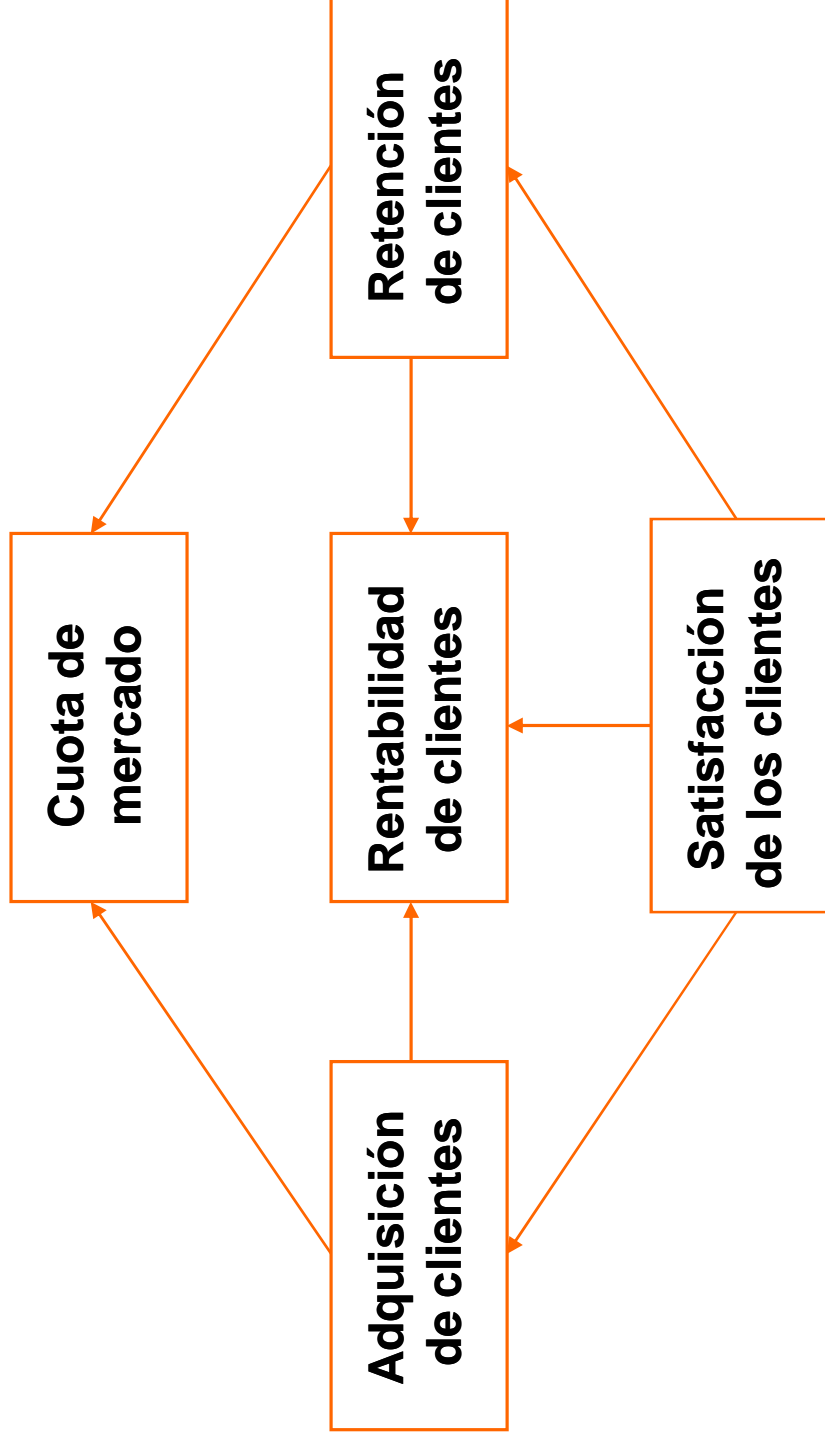 Cuota de
mercado
Adquisición
de clientes
Rentabilidad
de clientes
Retención
de clientes
Satisfacción
de los clientes